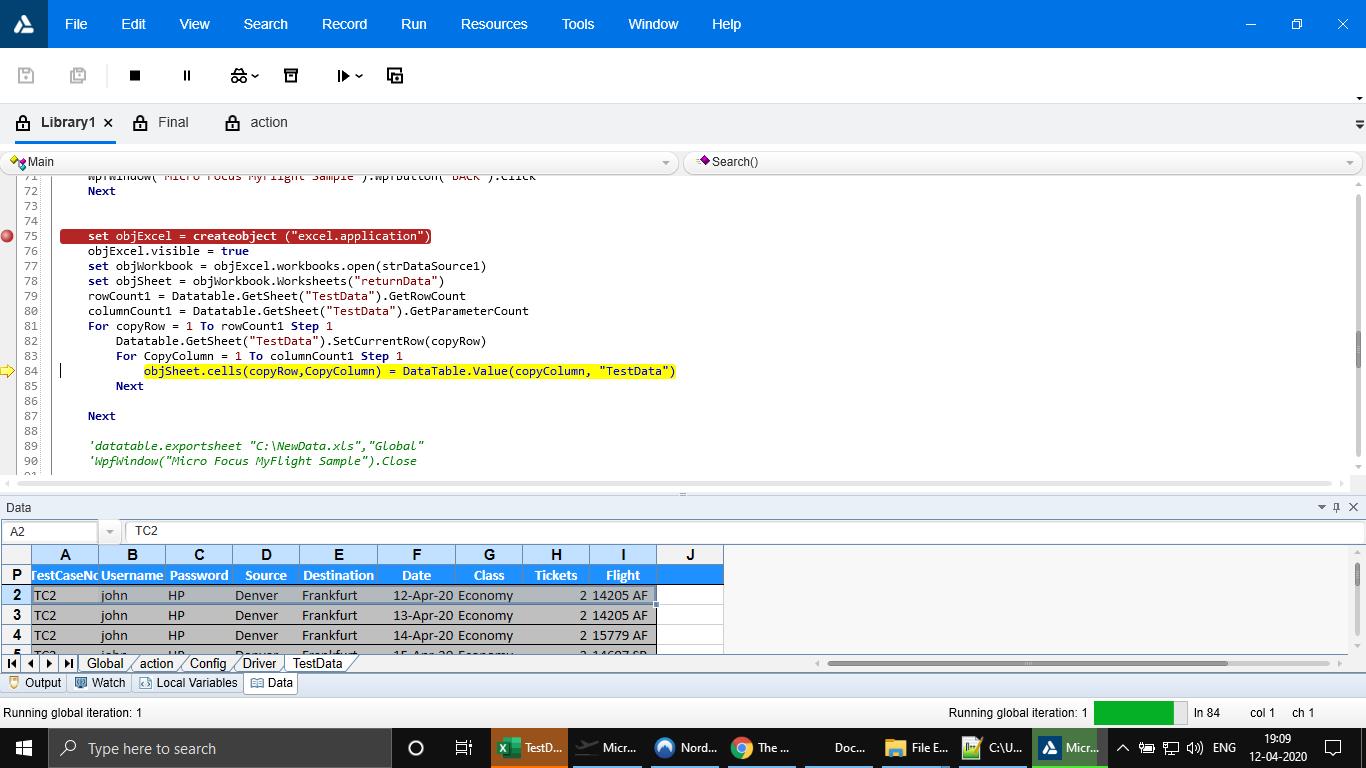 File Edit View Search Record Run Resources Tools Window Help
Library1 × Final action
Main Search()
71 WpfWindow("Micro Focus MyFlight Sample").WpfButton("BACK").Click
72 Next
73
74
75 set objExcel = createobject ("excel.application")
76 objExcel.visible = true
77 set objWorkbook = objExcel.workbooks.open(strDataSource1)
78 set objSheet = objWorkbook.Worksheets("returnData")
79 rowCount1 = Datatable.GetSheet("TestData").GetRowCount
80 columnCount1 = Datatable.GetSheet("TestData").GetParameterCount
81 For copyRow = 1 To rowCount1 Step 1
82 Datatable.GetSheet("TestData").SetCurrentRow(copyRow)
83 For CopyColumn = 1 To columnCount1 Step 1
84 objSheet.cells(copyRow,CopyColumn) = DataTable.Value(copyColumn, "TestData")
85 Next
86
87 Next
88
89 'datatable.exportsheet "C:\NewData.xls","Global"
90 'WpfWindow("Micro Focus MyFlight Sample").Close
Data
A2 TC2
A B C D E F G H I J
P Username Password Source Destination Date Class Tickets Flight
2 TC2 john HP Denver Frankfurt 12-Apr-20 Economy 2 14205 AF
3 TC2 john HP Denver Frankfurt 13-Apr-20 Economy 2 14205 AF
4 TC2 john HP Denver Frankfurt 14-Apr-20 Economy 2 15779 AF
Global action Config Driver TestData
Output Watch Local Variables Data
Running global iteration: 1 Running global iteration: 1 ln 84 col 1 ch 1
Type here to search TestD... Micr... Nord... The ... Doc... File E... C:\U... Micr... ENG 19:09
12-04-2020